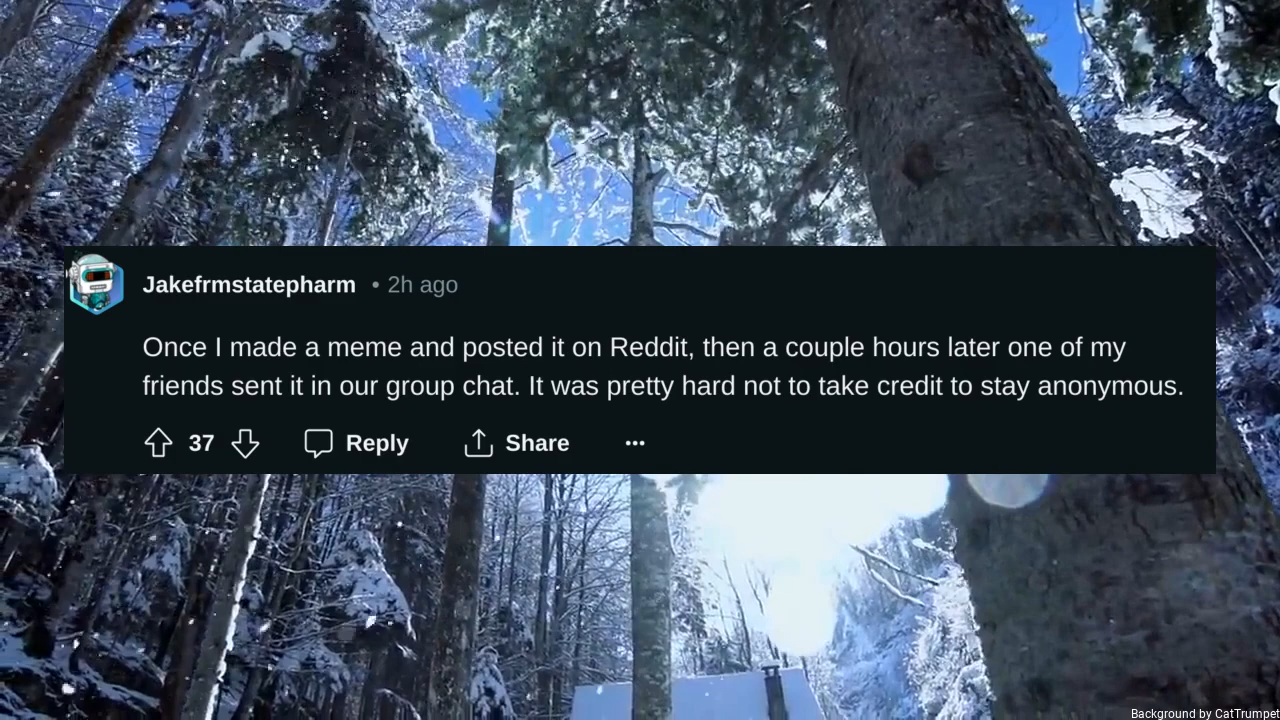 Jakefrmstatepharm • 2h ago
Once I made a meme and posted it on Reddit, then a couple hours later one of my
friends sent it in our group chat. It was pretty hard not to take credit to stay anonymous.
37 Reply Share ···
Background by CatTrumpet